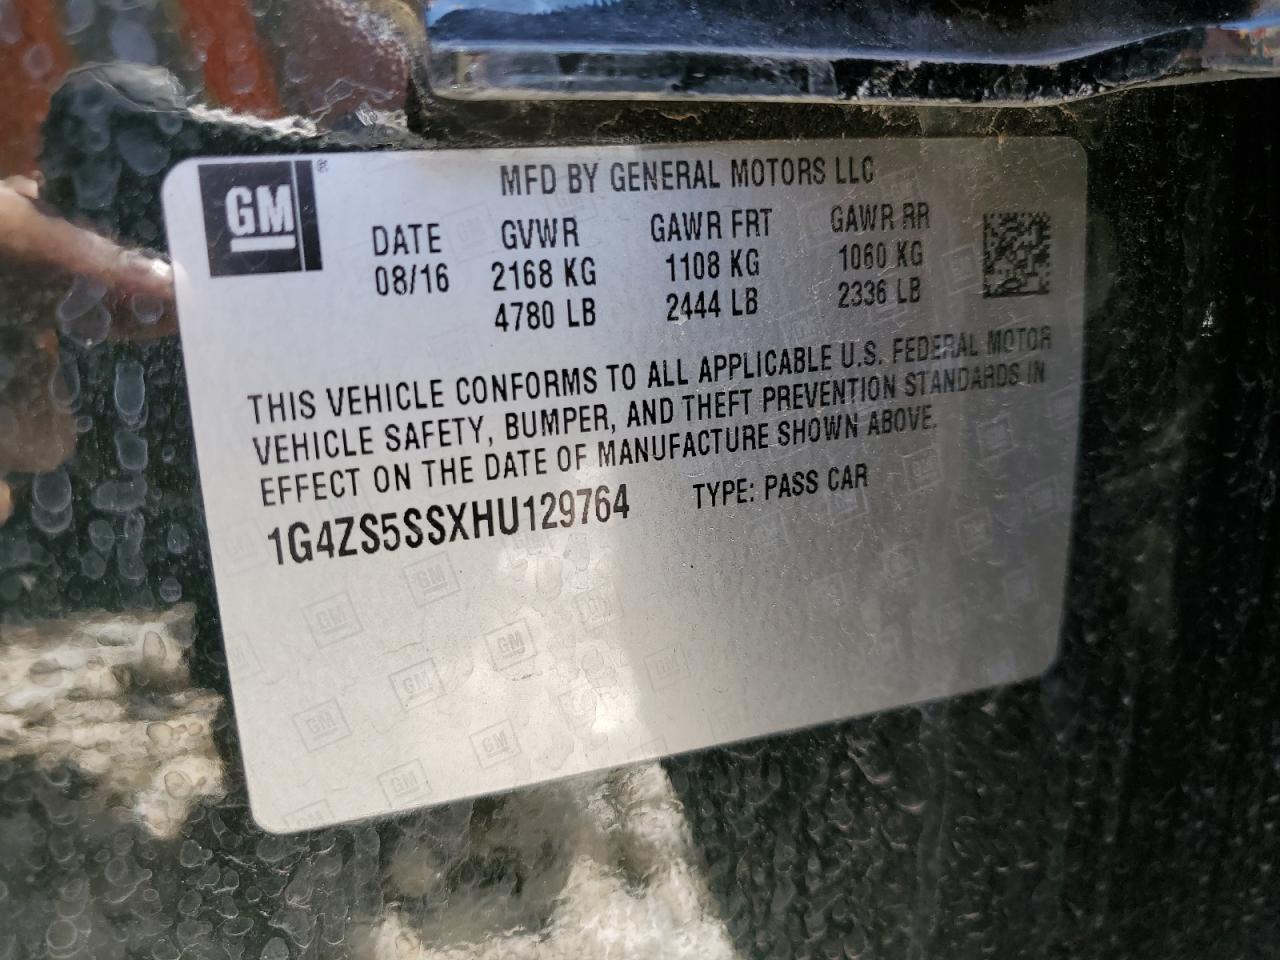 GM®
MFD BY GENERAL MOTORS LLC
DATE GVWR GAWR FRT GAWR RR
08/16 2168 KG 1108 KG 1060 KG
4780 LB 2444 LB 2336 LB
THIS VEHICLE CONFORMS TO ALL APPLICABLE U.S. FEDERAL MOTOR
VEHICLE SAFETY, BUMPER, AND THEFT PREVENTION STANDARDS IN
EFFECT ON THE DATE OF MANUFACTURE SHOWN ABOVE.
1G4ZS5SSXHU129764 TYPE: PASS CAR